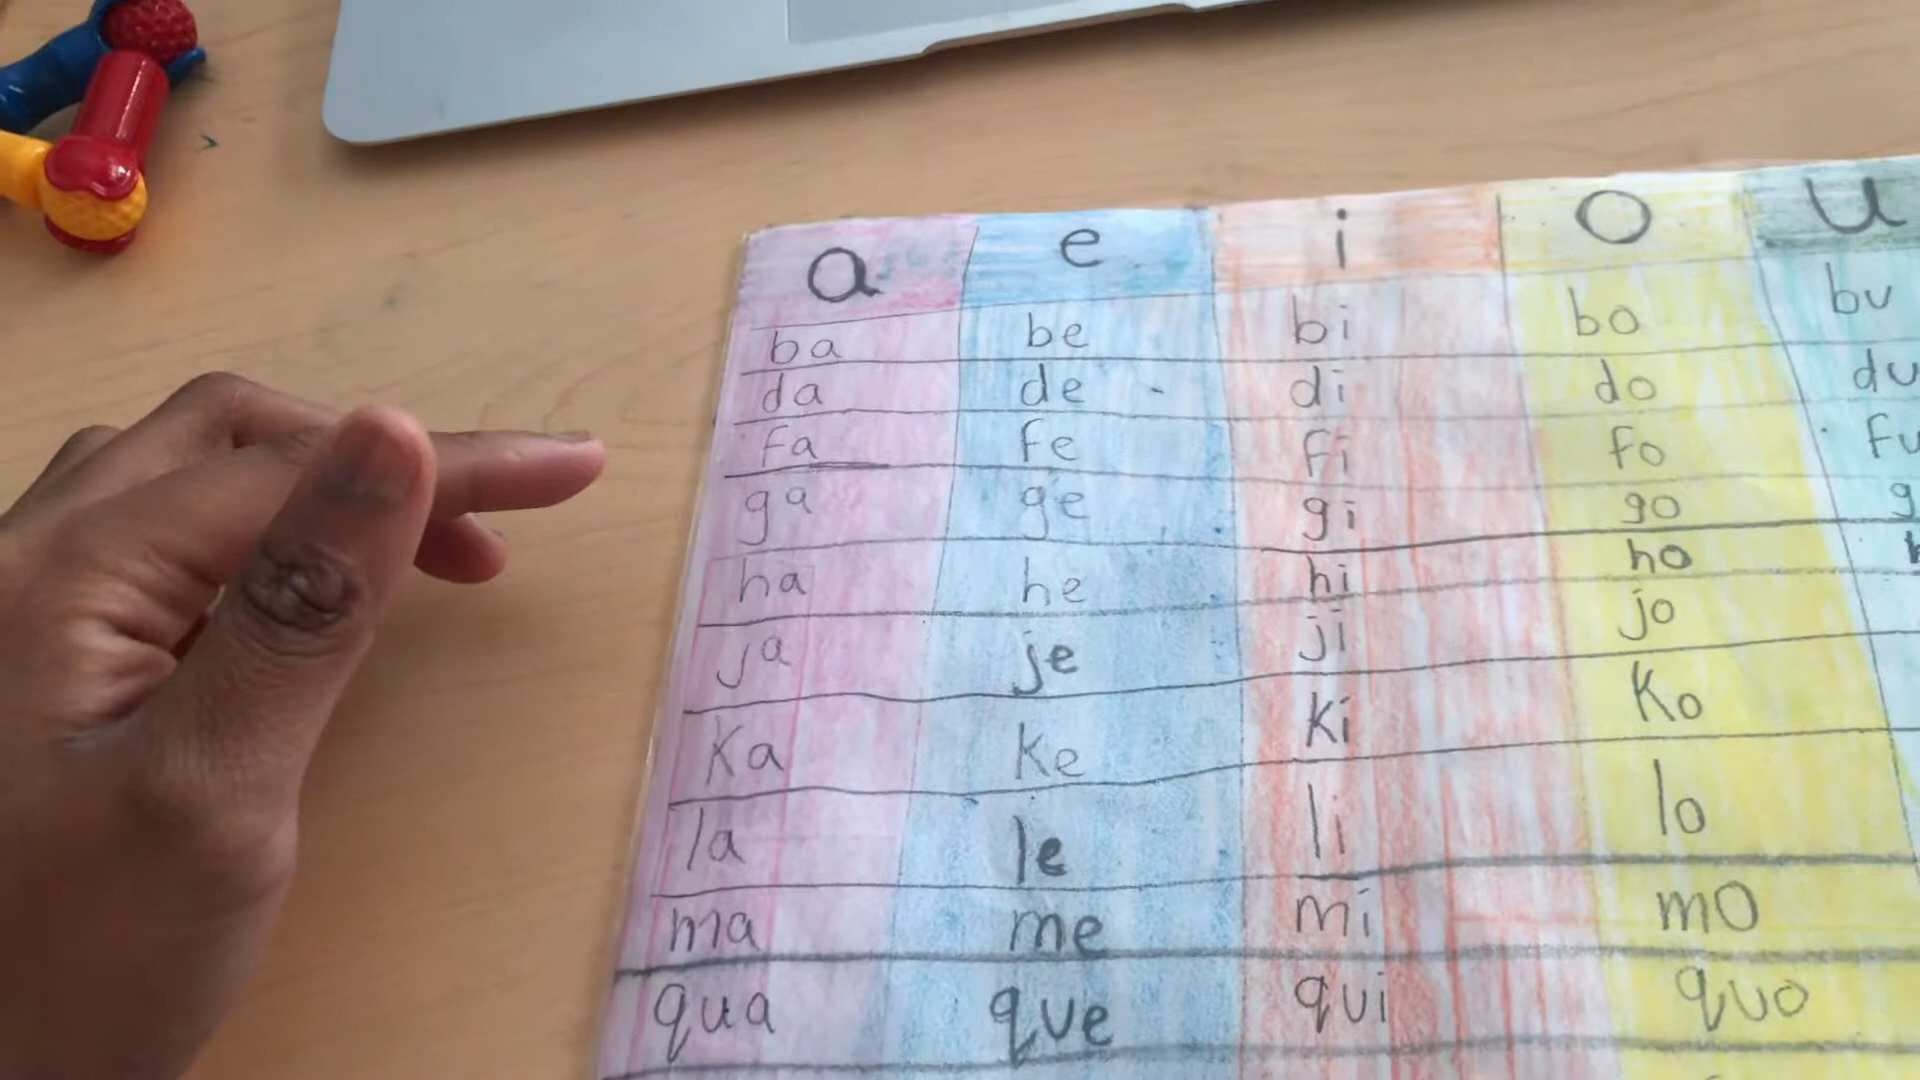 a e i o u
ba be bi bo bu
da de di do du
fa fe fi fo fu
ga ge gi go g
ha he hi ho
ja je ji jo
Ka Ke Ki Ko
la le li lo
ma me mi mo
qua que qui quo